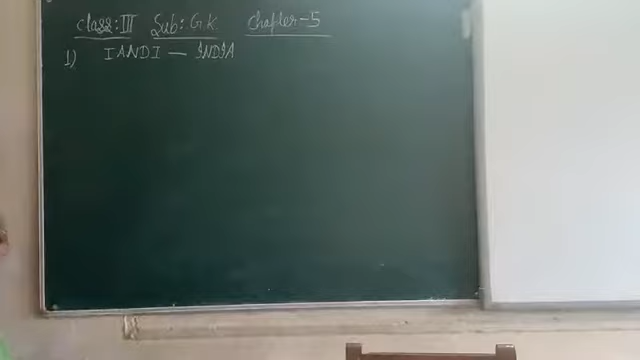 Class: III Sub: G.K. Chapter-5
1) IANDI — INDIA